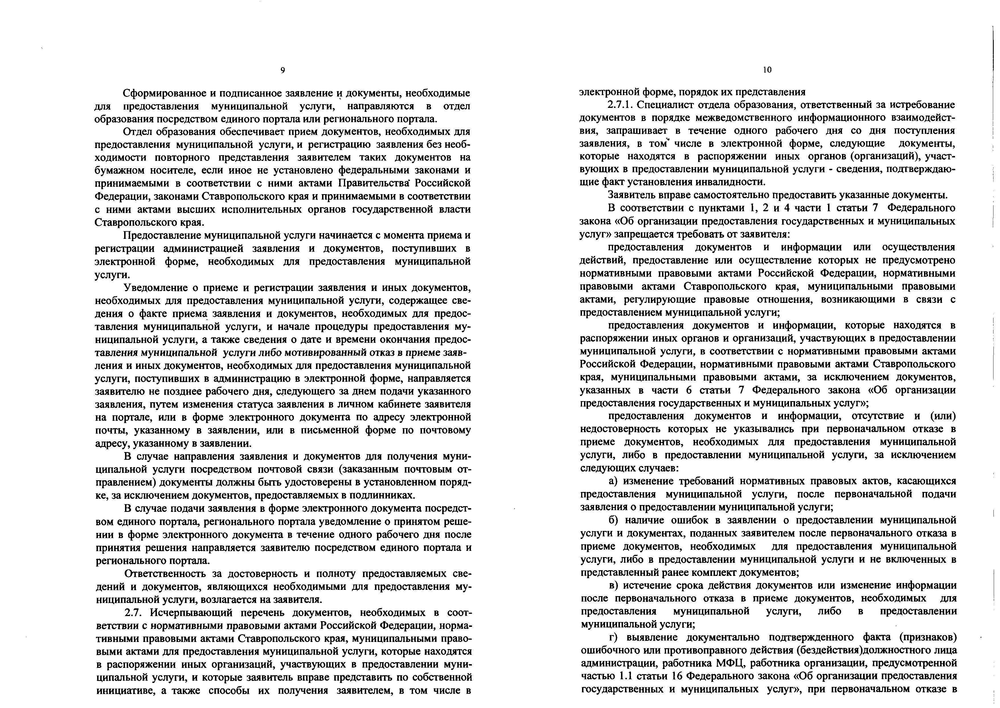 9
Сформированное и подписанное заявление и документы, необходимые
для предоставления муниципальной услуги, направляются в отдел
образования посредством единого портала или регионального портала.
Отдел образования обеспечивает прием документов, необходимых для
предоставления муниципальной услуги, и регистрацию заявления без необ-
ходимости повторного представления заявителем таких документов на
бумажном носителе, если иное не установлено федеральными законами и
принимаемыми в соответствии с ними актами Правительства Российской
Федерации, законами Ставропольского края и принимаемыми в соответствии
с ними актами высших исполнительных органов государственной власти
Ставропольского края.
Предоставление муниципальной услуги начинается с момента приема и
регистрации администрацией заявления и документов, поступивших в
электронной форме, необходимых для предоставления муниципальной
услуги.
Уведомление о приеме и регистрации заявления и иных документов,
необходимых для предоставления муниципальной услуги, содержащее све-
дения о факте приема заявления и документов, необходимых для предос-
тавления муниципальной услуги, и начале процедуры предоставления му-
ниципальной услуги, а также сведения о дате и времени окончания предос-
тавления муниципальной услуги либо мотивированный отказ в приеме заяв-
ления и иных документов, необходимых для предоставления муниципальной
услуги, поступивших в администрацию в электронной форме, направляется
заявителю не позднее рабочего дня, следующего за днем подачи указанного
заявления, путем изменения статуса заявления в личном кабинете заявителя
на портале, или в форме электронного документа по адресу электронной
почты, указанному в заявлении, или в письменной форме по почтовому
адресу, указанному в заявлении.
В случае направления заявления и документов для получения муни-
ципальной услуги посредством почтовой связи (заказанным почтовым от-
правлением) документы должны быть удостоверены в установленном поряд-
ке, за исключением документов, предоставляемых в подлинниках.
В случае подачи заявления в форме электронного документа посредст-
вом единого портала, регионального портала уведомление о принятом реше-
нии в форме электронного документа в течение одного рабочего дня после
принятия решения направляется заявителю посредством единого портала и
регионального портала.
Ответственность за достоверность и полноту предоставляемых све-
дений и документов, являющихся необходимыми для предоставления му-
ниципальной услуги, возлагается на заявителя.
2.7. Исчерпывающий перечень документов, необходимых в соот-
ветствии с нормативными правовыми актами Российской Федерации, норма-
тивными правовыми актами Ставропольского края, муниципальными право-
выми актами для предоставления муниципальной услуги, которые находятся
в распоряжении иных организаций, участвующих в предоставлении муни-
ципальной услуги, и которые заявитель вправе представить по собственной
инициативе, а также способы их получения заявителем, в том числе в
10
электронной форме, порядок их представления
2.7.1. Специалист отдела образования, ответственный за истребование
документов в порядке межведомственного информационного взаимодейст-
вия, запрашивает в течение одного рабочего дня со дня поступления
заявления, в том числе в электронной форме, следующие документы,
которые находятся в распоряжении иных органов (организаций), участ-
вующих в предоставлении муниципальной услуги - сведения, подтверждаю-
щие факт установления инвалидности.
Заявитель вправе самостоятельно предоставить указанные документы.
В соответствии с пунктами 1, 2 и 4 части 1 статьи 7 Федерального
закона «Об организации предоставления государственных и муниципальных
услуг» запрещается требовать от заявителя:
предоставления документов и информации или осуществления
действий, предоставление или осуществление которых не предусмотрено
нормативными правовыми актами Российской Федерации, нормативными
правовыми актами Ставропольского края, муниципальными правовыми
актами, регулирующие правовые отношения, возникающими в связи с
предоставлением муниципальной услуги;
предоставления документов и информации, которые находятся в
распоряжении иных органов и организаций, участвующих в предоставлении
муниципальной услуги, в соответствии с нормативными правовыми актами
Российской Федерации, нормативными правовыми актами Ставропольского
края, муниципальными правовыми актами, за исключением документов,
указанных в части 6 статьи 7 Федерального закона «Об организации
предоставления государственных и муниципальных услуг»;
предоставления документов и информации, отсутствие и (или)
недостоверность которых не указывались при первоначальном отказе в
приеме документов, необходимых для предоставления муниципальной
услуги, либо в предоставлении муниципальной услуги, за исключением
следующих случаев:
а) изменение требований нормативных правовых актов, касающихся
предоставления муниципальной услуги, после первоначальной подачи
заявления о предоставлении муниципальной услуги;
б) наличие ошибок в заявлении о предоставлении муниципальной
услуги и документах, поданных заявителем после первоначального отказа в
приеме документов, необходимых для предоставления муниципальной
услуги, либо в предоставлении муниципальной услуги и не включенных в
представленный ранее комплект документов;
в) истечение срока действия документов или изменение информации
после первоначального отказа в приеме документов, необходимых для
предоставления муниципальной услуги, либо в предоставлении
муниципальной услуги;
г) выявление документально подтвержденного факта (признаков)
ошибочного или противоправного действия (бездействия)должностного лица
администрации, работника МФЦ, работника организации, предусмотренной
частью 1.1 статьи 16 Федерального закона «Об организации предоставления
государственных и муниципальных услуг», при первоначальном отказе в